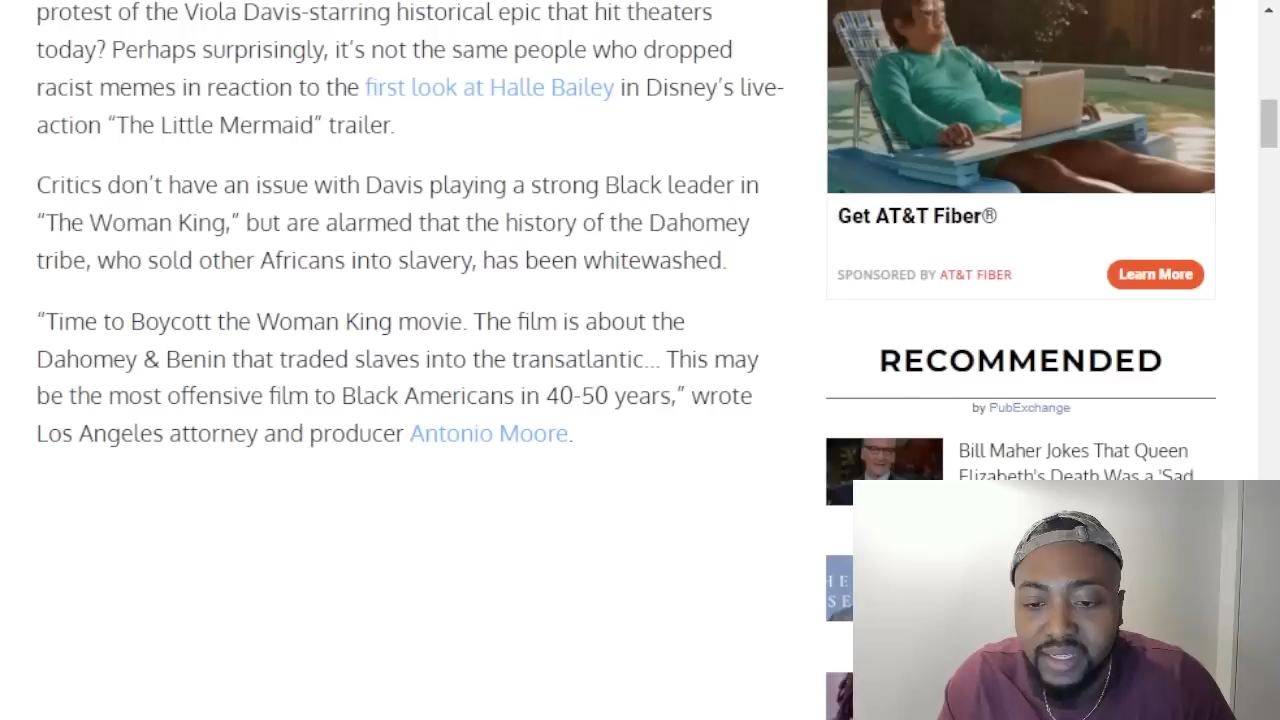 protest of the Viola Davis-starring historical epic that hit theaters
today? Perhaps surprisingly, it’s not the same people who dropped
racist memes in reaction to the first look at Halle Bailey in Disney’s live-
action “The Little Mermaid” trailer.
Critics don’t have an issue with Davis playing a strong Black leader in
“The Woman King,” but are alarmed that the history of the Dahomey
tribe, who sold other Africans into slavery, has been whitewashed.
“Time to Boycott the Woman King movie. The film is about the
Dahomey & Benin that traded slaves into the transatlantic... This may
be the most offensive film to Black Americans in 40-50 years,” wrote
Los Angeles attorney and producer Antonio Moore.
Get AT&T Fiber®
SPONSORED BY AT&T FIBER
Learn More
RECOMMENDED
by PubExchange
Bill Maher Jokes That Queen
Elizabeth's Death Was a 'Sad
HE
SE